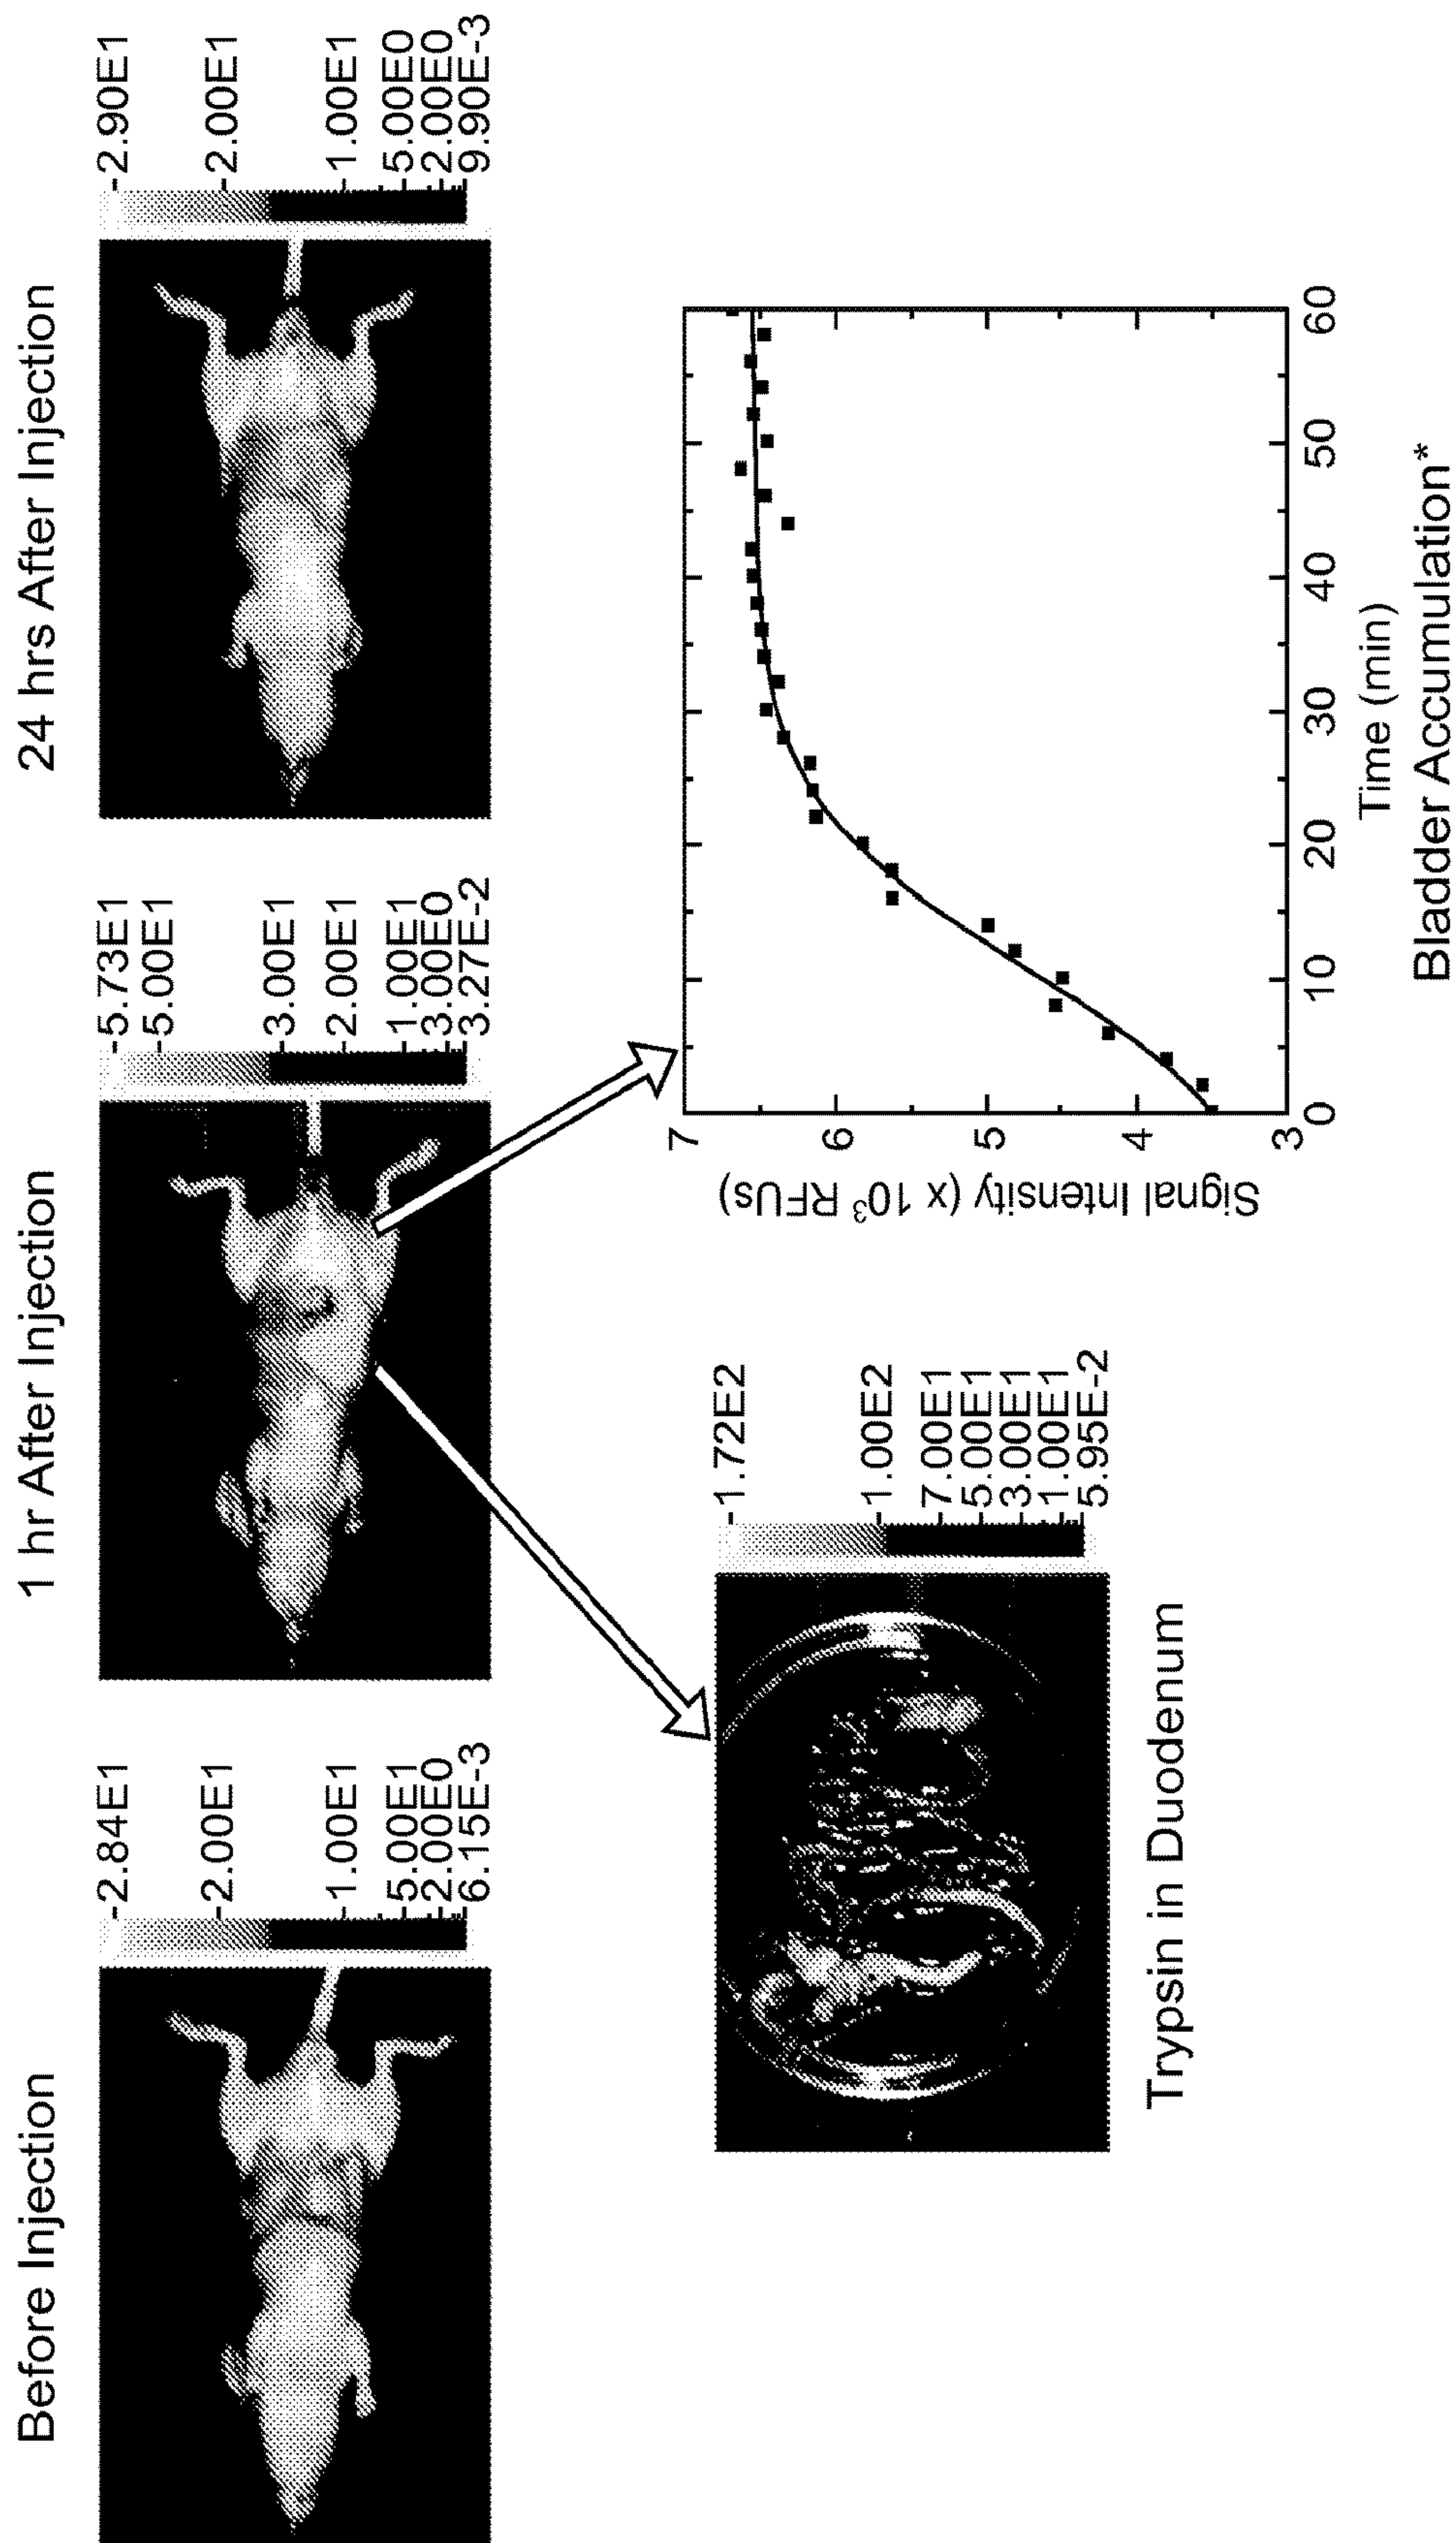 Before Injection
2.84E1
2.00E1
1.00E1
5.00E1
2.00E0
6.15E-3
1 hr After Injection
5.73E1
5.00E1
3.00E1
2.00E1
1.00E1
3.00E0
3.27E-2
24 hrs After Injection
2.90E1
2.00E1
1.00E1
5.00E0
2.00E0
9.90E-3
1.72E2
1.00E2
7.00E1
5.00E1
3.00E1
1.00E1
5.95E-2
Trypsin in Duodenum
Signal Intensity (x 10³ RFUs)
7
6
5
4
3
0 10 20 30 40 50 60
Time (min)
Bladder Accumulation*